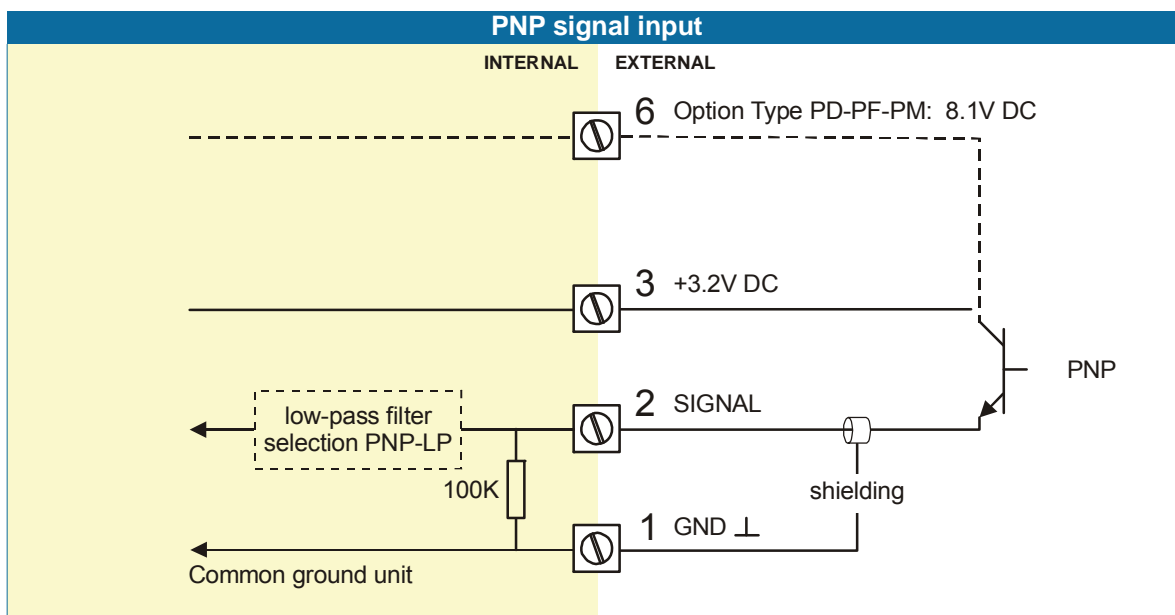 PNP signal input
INTERNAL EXTERNAL
6 Option Type PD-PF-PM: 8.1V DC
3 +3.2V DC
PNP
2 SIGNAL
low-pass filter
selection PNP-LP
100K
shielding
1 GND ⊥
Common ground unit